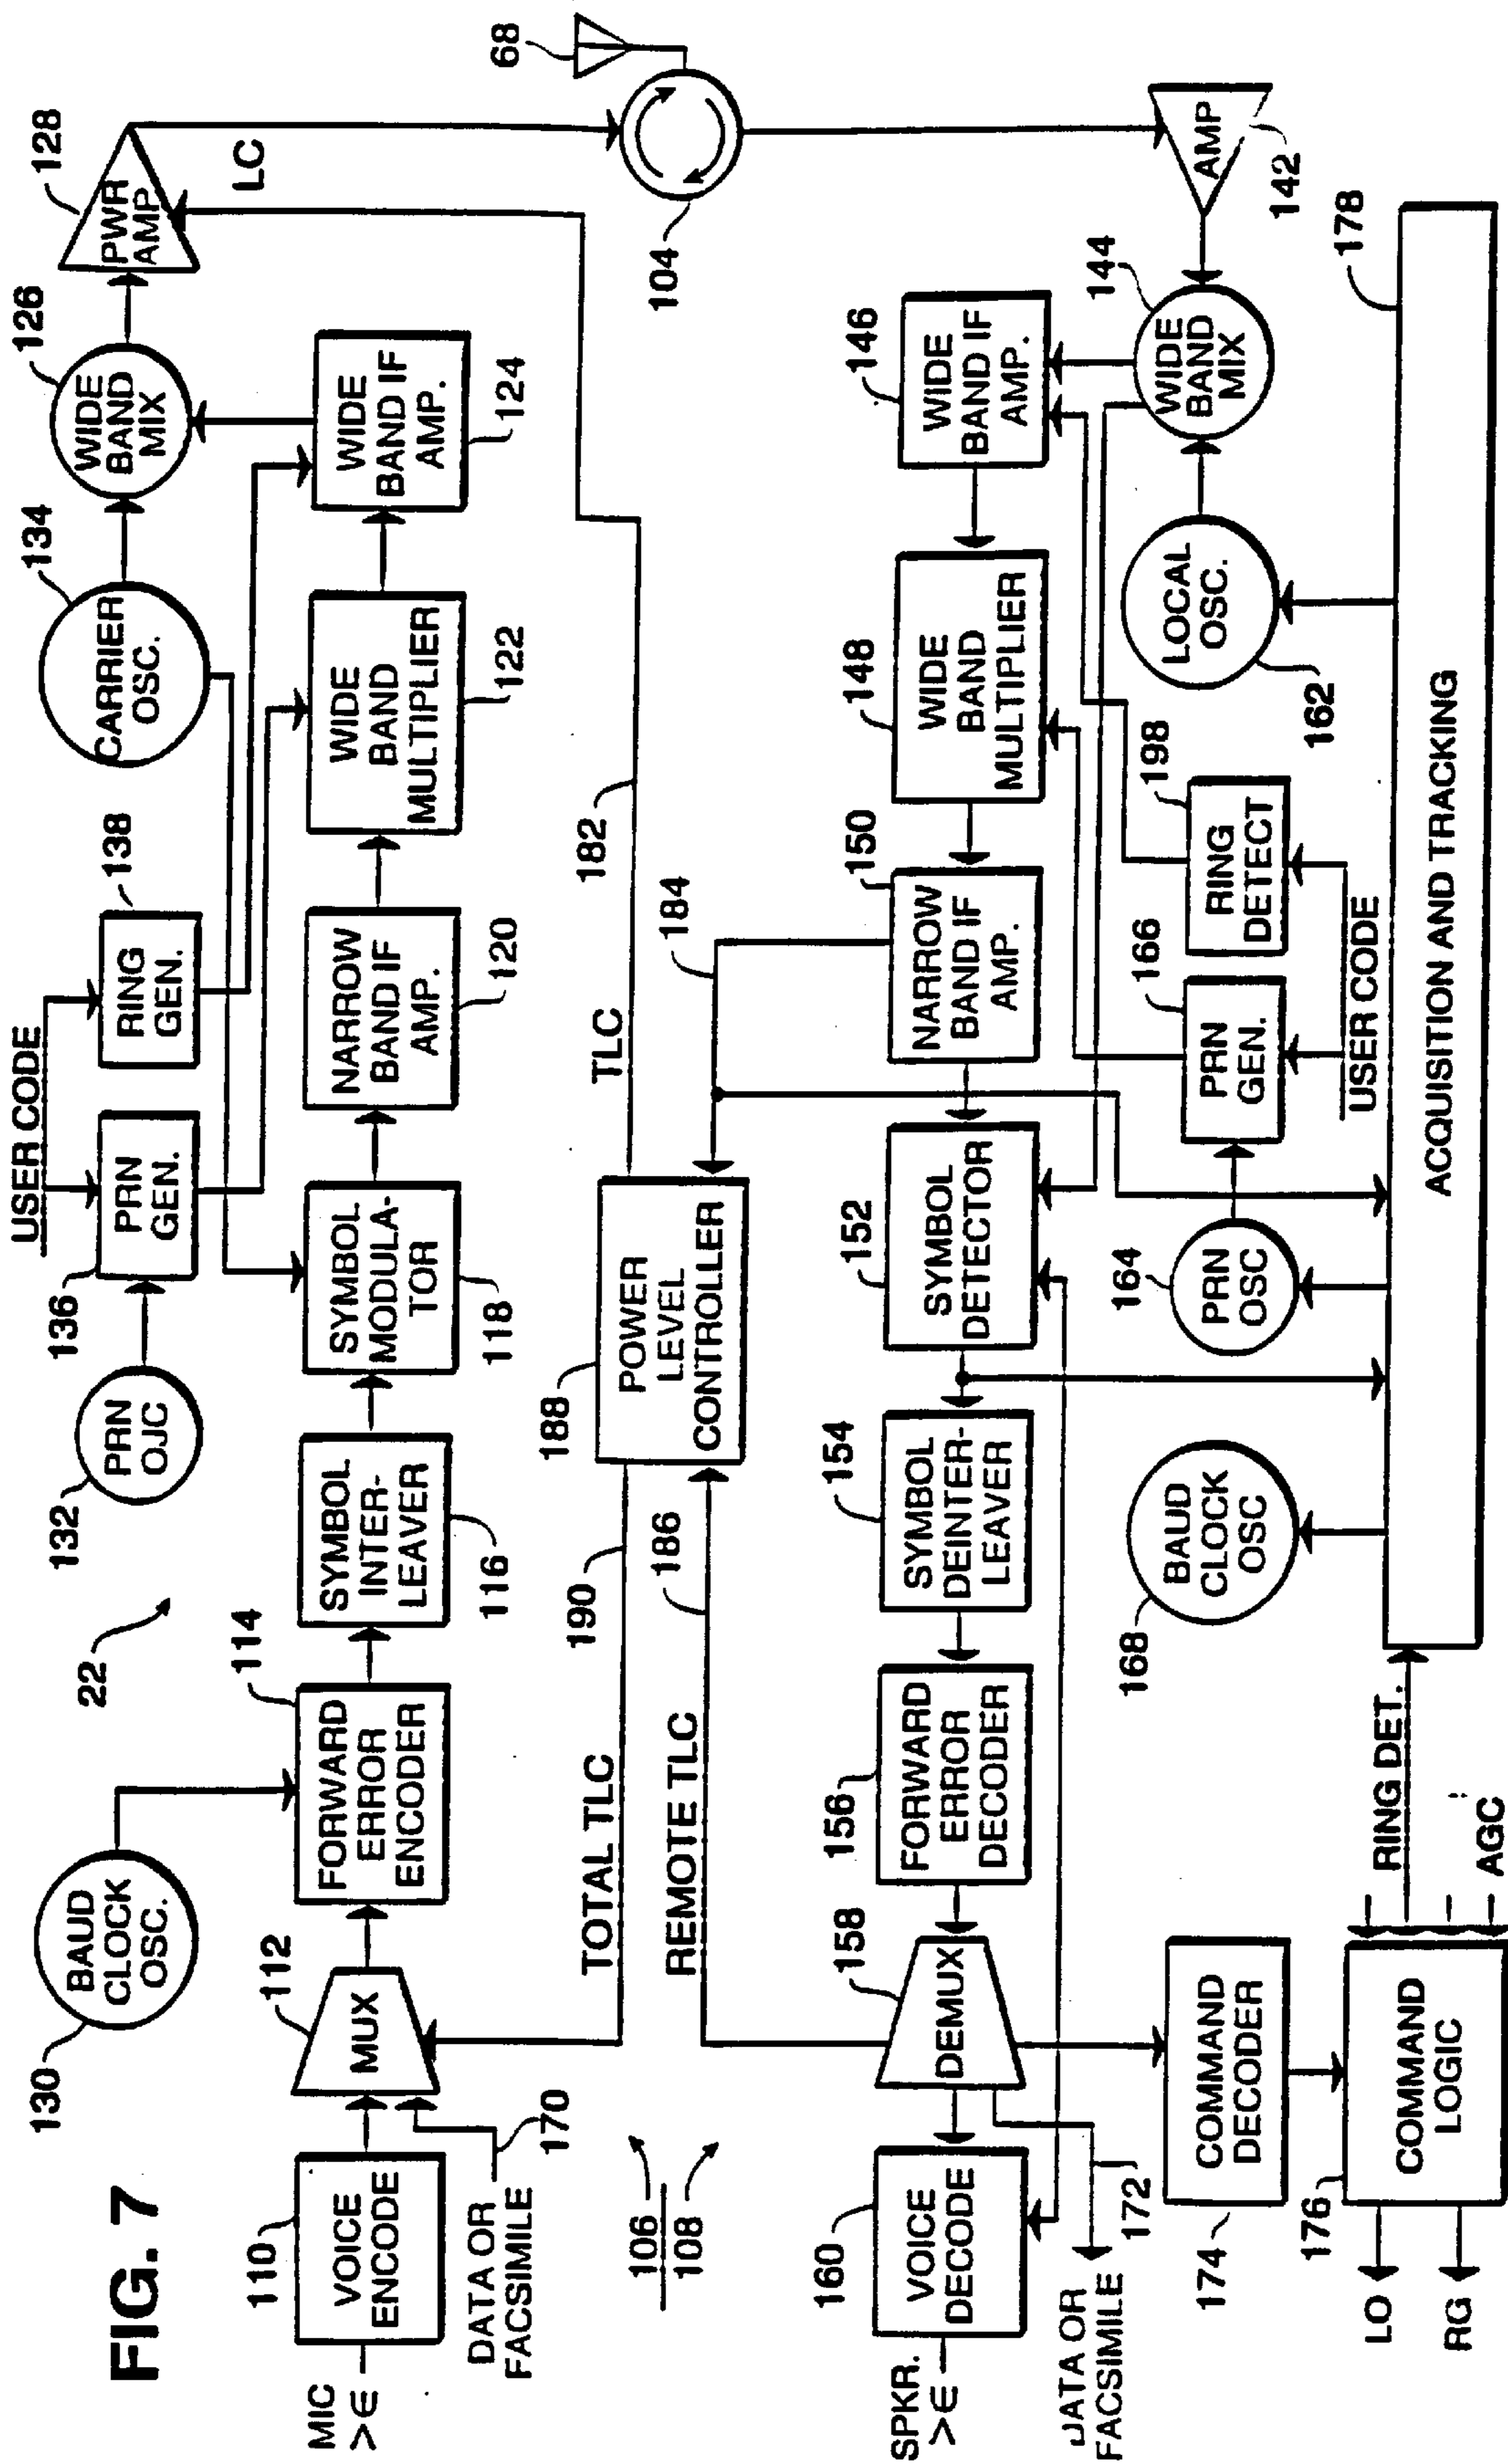 FIG. 7
22
130
BAUD
CLOCK
OSC.
132
PRN
OJC
136
USER CODE
PRN
GEN.
RING
GEN.
138
134
CARRIER
OSC.
126
WIDE
BAND
MIX
128
PWR
AMP
LC
MIC
>∈
110
VOICE
ENCODE
DATA OR
FACSIMILE
170
112
MUX
114
FORWARD
ERROR
ENCODER
SYMBOL
INTER-
LEAVER
116
SYMBOL
MODULA-
TOR
118
NARROW
BAND IF
AMP.
120
WIDE
BAND
MULTIPLIER
122
WIDE
BAND IF
AMP.
124
68
104
106
108
TOTAL TLC
190
REMOTE TLC
186
188
POWER
LEVEL
CONTROLLER
TLC
182
184
SPKR.
>∈
160
VOICE
DECODE
DATA OR
FACSIMILE
172
158
DEMUX
156
FORWARD
ERROR
DECODER
154
SYMBOL
DEINTER-
LEAVER
152
SYMBOL
DETECTOR
150
NARROW
BAND IF
AMP.
148
WIDE
BAND
MULTIPLIER
146
WIDE
BAND IF
AMP.
144
WIDE
BAND
MIX
AMP
142
174
COMMAND
DECODER
168
BAUD
CLOCK
OSC
164
PRN
OSC
166
PRN
GEN.
198
RING
DETECT
USER CODE
LOCAL
OSC.
162
LO
RG
176
COMMAND
LOGIC
RING DET.
AGC
ACQUISITION AND TRACKING
178